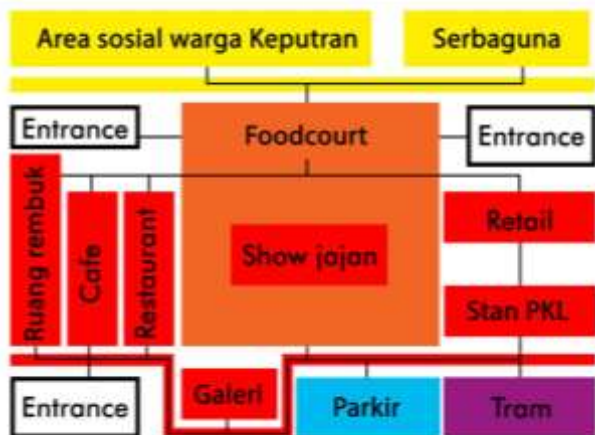 Area sosial warga Keputran
Serbaguna
Entrance
Foodcourt
Entrance
Ruang rembuk
Cafe
Restaurant
Show jajan
Retail
Stan PKL
Entrance
Galeri
Parkir
Tram